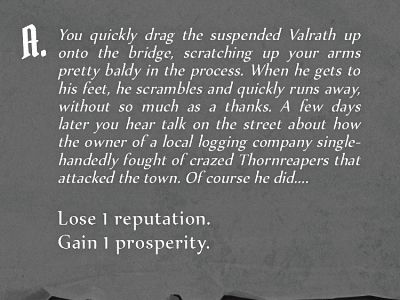 A. You quickly drag the suspended Valrath up
onto the bridge, scratching up your arms
pretty baldy in the process. When he gets to
his feet, he scrambles and quickly runs away,
without so much as a thanks. A few days
later you hear talk on the street about how
the owner of a local logging company single-
handedly fought of crazed Thornreapers that
attacked the town. Of course he did....
Lose 1 reputation.
Gain 1 prosperity.